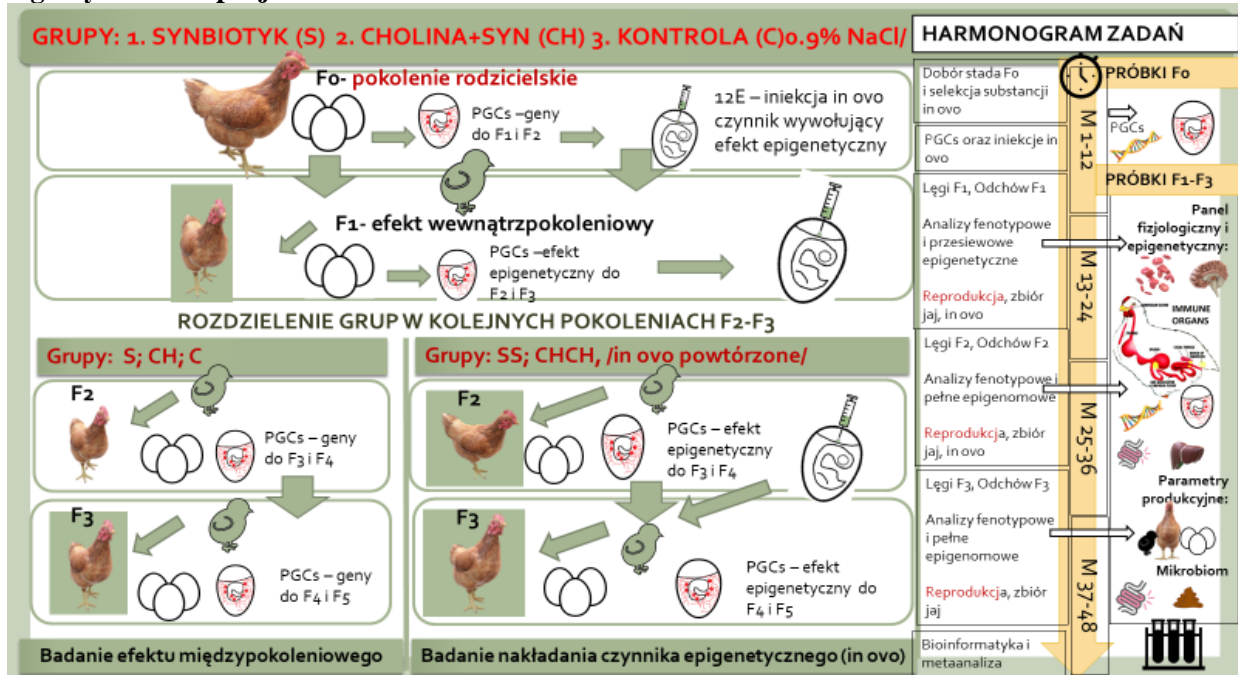 GRUPY: 1. SYNBIOTYK (S) 2. CHOLINA+SYN (CH) 3. KONTROLA (C)0.9% NaCl/
F0- pokolenie rodzicielskie
PGCs –geny
do F1 i F2
12E – iniekcja in ovo
czynnik wywołujący
efekt epigenetyczny
F1- efekt wewnątrzpokoleniowy
PGCs –efekt
epigenetyczny do
F2 i F3
ROZDZIELENIE GRUP W KOLEJNYCH POKOLENIACH F2-F3
Grupy: S; CH; C
F2
PGCs – geny
do F3 i F4
F3
PGCs – geny
do F4 i F5
Badanie efektu międzypokoleniowego
Grupy: SS; CHCH, /in ovo powtórzone/
F2
PGCs – efekt
epigenetyczny
do F3 i F4
F3
PGCs – efekt
epigenetyczny do
F4 i F5
Badanie nakładania czynnika epigenetycznego (in ovo)
HARMONOGRAM ZADAŃ
Dobór stada F0
i selekcja substancji
in ovo
PGCs oraz iniekcje in
ovo
Lęgi F1, Odchów F1
Analizy fenotypowe
i przesiewowe
epigenetyczne
Reprodukcja, zbiór
jaj, in ovo
Lęgi F2, Odchów F2
Analizy fenotypowe i
pełne epigenomowe
Reprodukcja, zbiór
jaj, in ovo
Lęgi F3, Odchów F3
Analizy fenotypowe
i pełne
epigenomowe
Reprodukcja, zbiór
jaj
Bioinformatyka i
metaanaliza
M 1-12
M 13-24
M 25-36
M 37-48
PRÓBKI F0
PGCs
PRÓBKI F1-F3
Panel
fizjologiczny i
epigenetyczny:
IMMUNE
ORGANS
Parametry
produkcyjne:
Mikrobiom